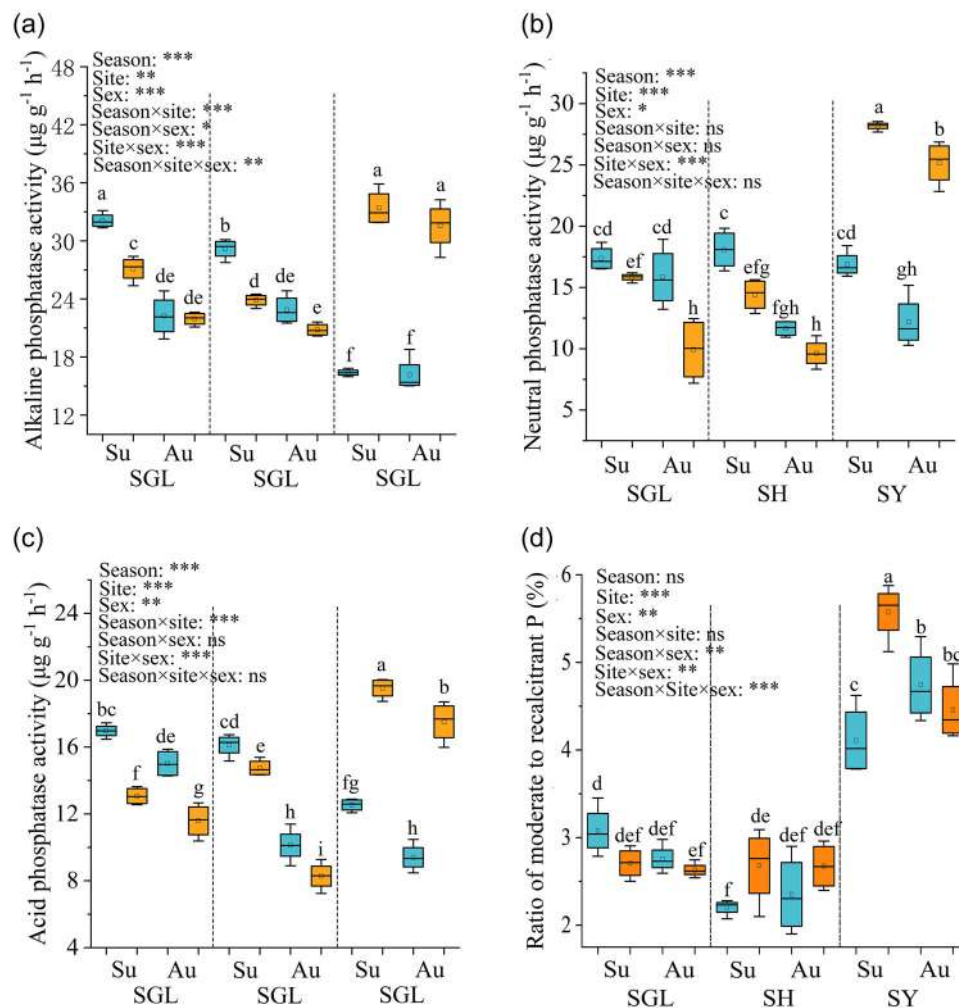 (a)
Alkaline phosphatase activity (μg g⁻¹ h⁻¹)
48
42
36
30
24
18
12
Season: ***
Site: **
Sex: ***
Season×site: ***
Season×sex: *
Site×sex: ***
Season×site×sex: **
a c de de b d de e f a f a
Su Au Su Au Su Au
SGL SGL SGL
(b)
Neutral phosphatase activity (μg g⁻¹ h⁻¹)
30
25
20
15
10
5
Season: ***
Site: ***
Sex: *
Season×site: ns
Season×sex: ns
Site×sex: ***
Season×site×sex: ns
cd ef cd h c efg fgh h cd a gh b
Su Au Su Au Su Au
SGL SH SY
(c)
Acid phosphatase activity (μg g⁻¹ h⁻¹)
24
20
16
12
8
4
Season: ***
Site: ***
Sex: **
Season×site: ***
Season×sex: ns
Site×sex: ***
Season×site×sex: ns
bc f de g cd e h i fg a h b
Su Au Su Au Su Au
SGL SGL SGL
(d)
Ratio of moderate to recalcitrant P (%)
6
5
4
3
2
Season: ns
Site: ***
Sex: **
Season×site: ns
Season×sex: **
Site×sex: **
Season×Site×sex: ***
d def def ef f de def def c a b bc
Su Au Su Au Su Au
SGL SH SY